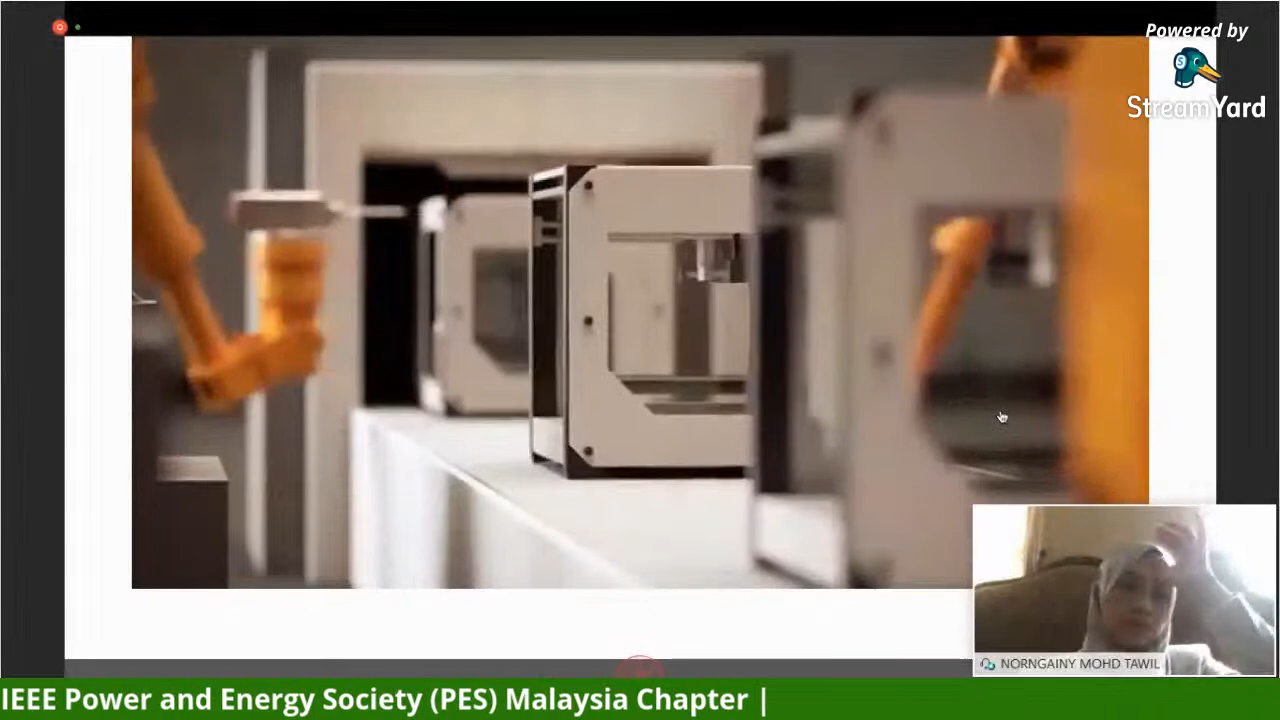 Powered by
StreamYard
NORNGAINY MOHD TAWIL
IEEE Power and Energy Society (PES) Malaysia Chapter |